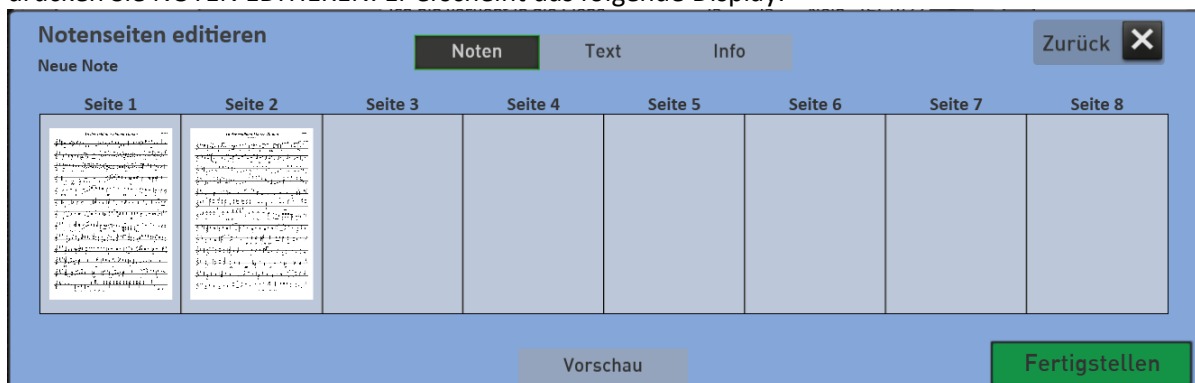 Notenseiten editieren
Neue Note
Noten Text Info
Zurück X
Seite 1 Seite 2 Seite 3 Seite 4 Seite 5 Seite 6 Seite 7 Seite 8
Vorschau
Fertigstellen